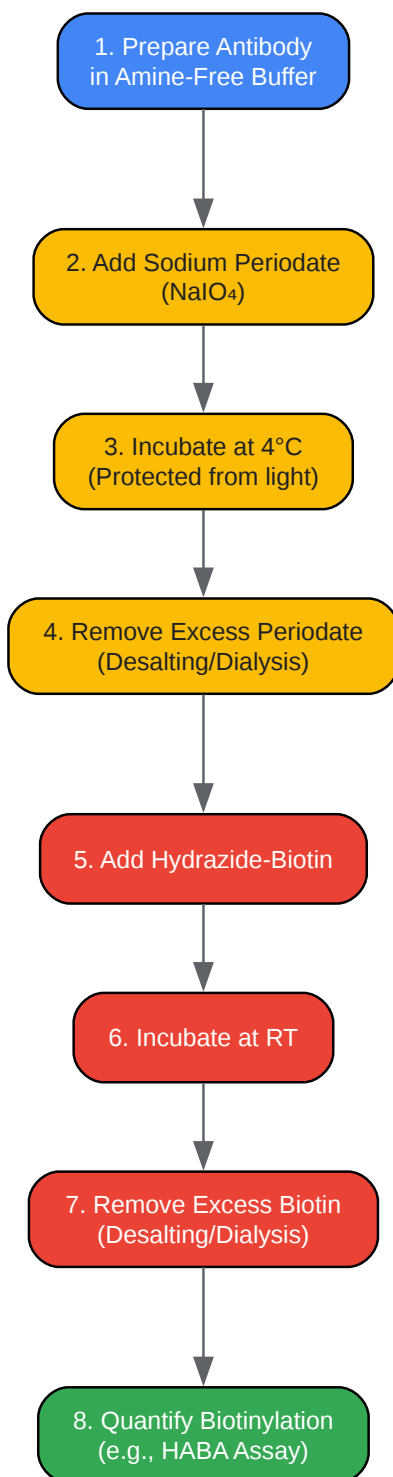 1. Prepare Antibody
in Amine-Free Buffer
2. Add Sodium Periodate
(NaIO₄)
3. Incubate at 4°C
(Protected from light)
4. Remove Excess Periodate
(Desalting/Dialysis)
5. Add Hydrazide-Biotin
6. Incubate at RT
7. Remove Excess Biotin
(Desalting/Dialysis)
8. Quantify Biotinylation
(e.g., HABA Assay)